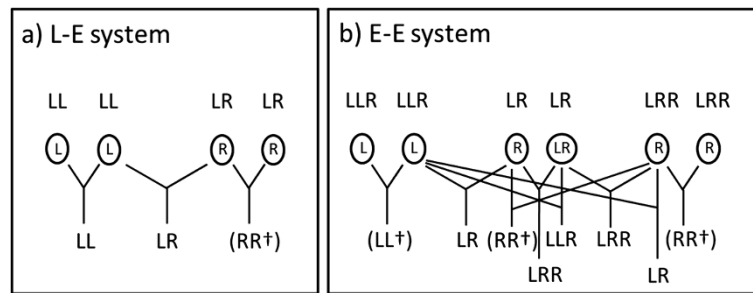 a) L-E system
LL LL LR LR
L L R R
LL LR (RR†)
b) E-E system
LLR LLR LR LR LRR LRR
L L R LR R R
(LL†) LR (RR†) LLR LRR (RR†)
LRR LR